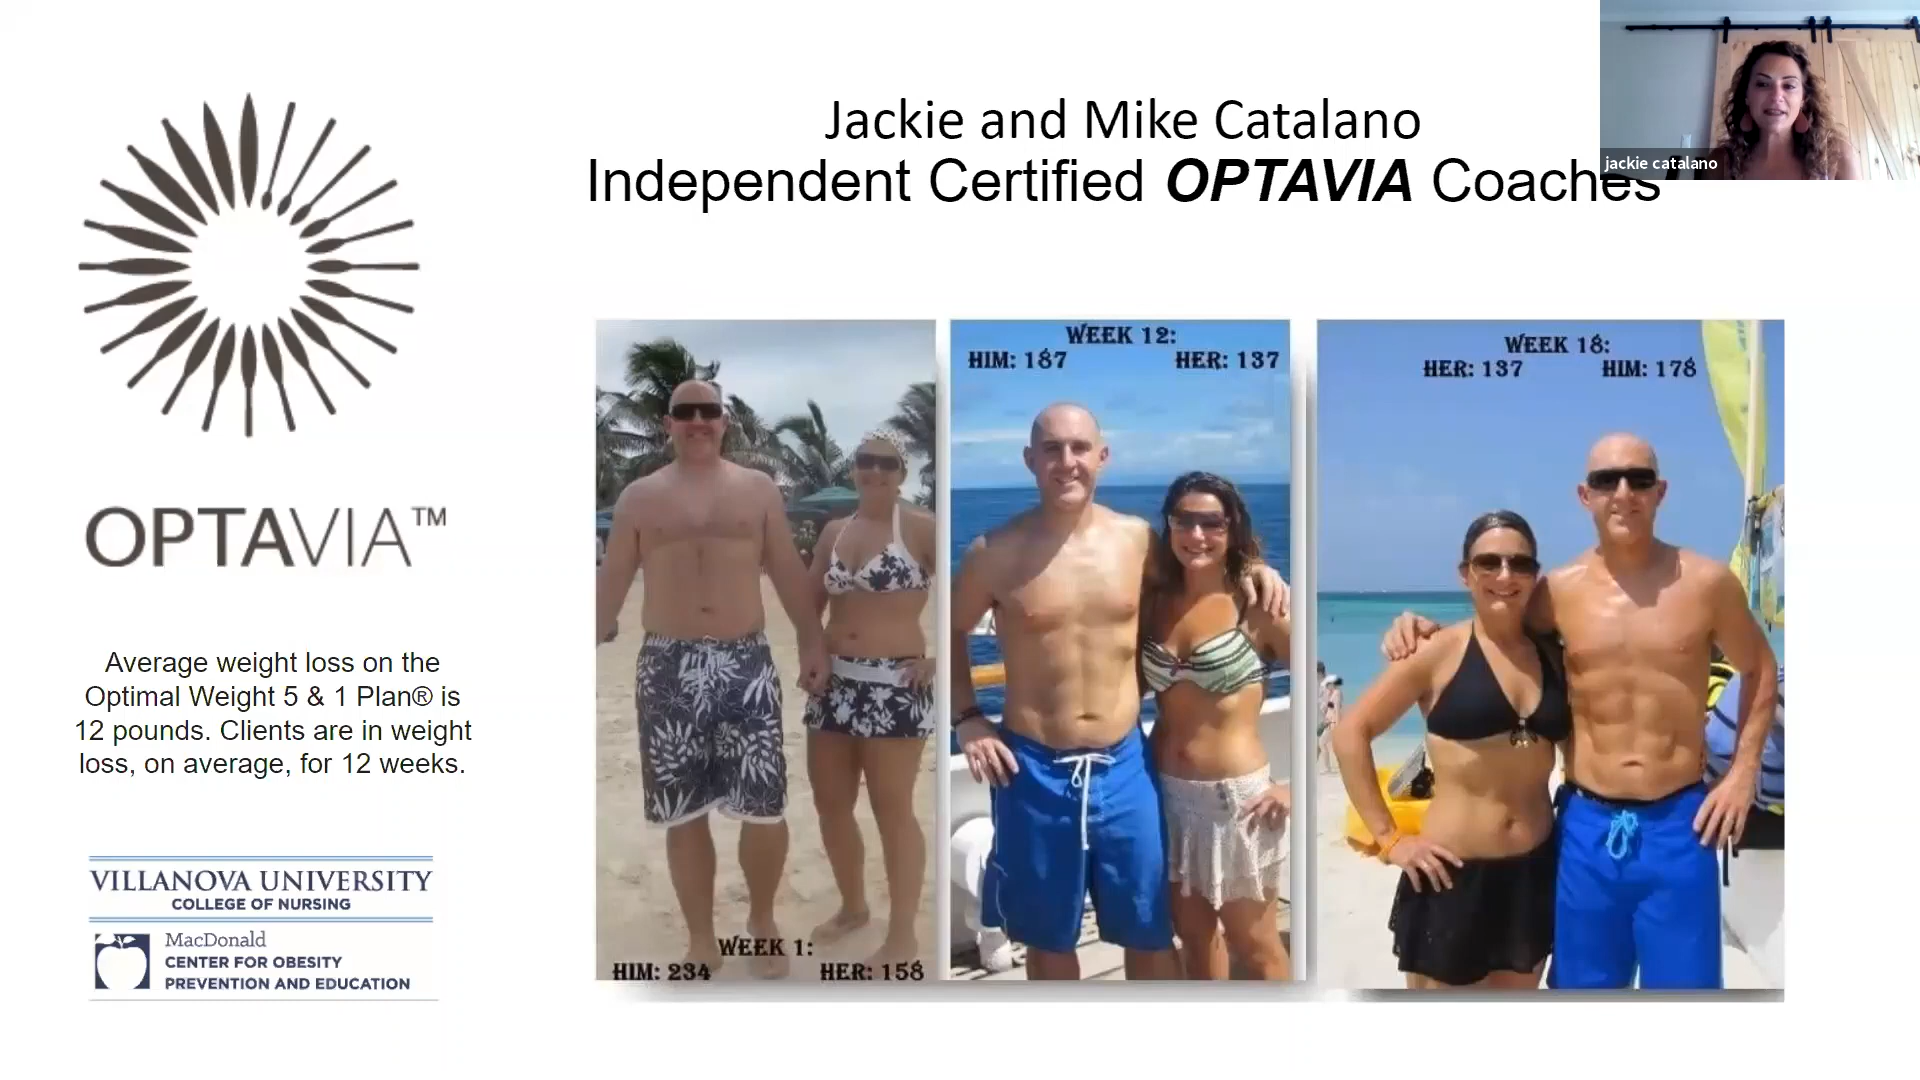 Jackie and Mike Catalano
Independent Certified OPTAVIA Coaches
jackie catalano
OPTAVIA™
Average weight loss on the
Optimal Weight 5 & 1 Plan® is
12 pounds. Clients are in weight
loss, on average, for 12 weeks.
VILLANOVA UNIVERSITY
COLLEGE OF NURSING
MacDonald
CENTER FOR OBESITY
PREVENTION AND EDUCATION
WEEK 1:
HIM: 234 HER: 158
WEEK 12:
HIM: 187 HER: 137
WEEK 18:
HER: 137 HIM: 178